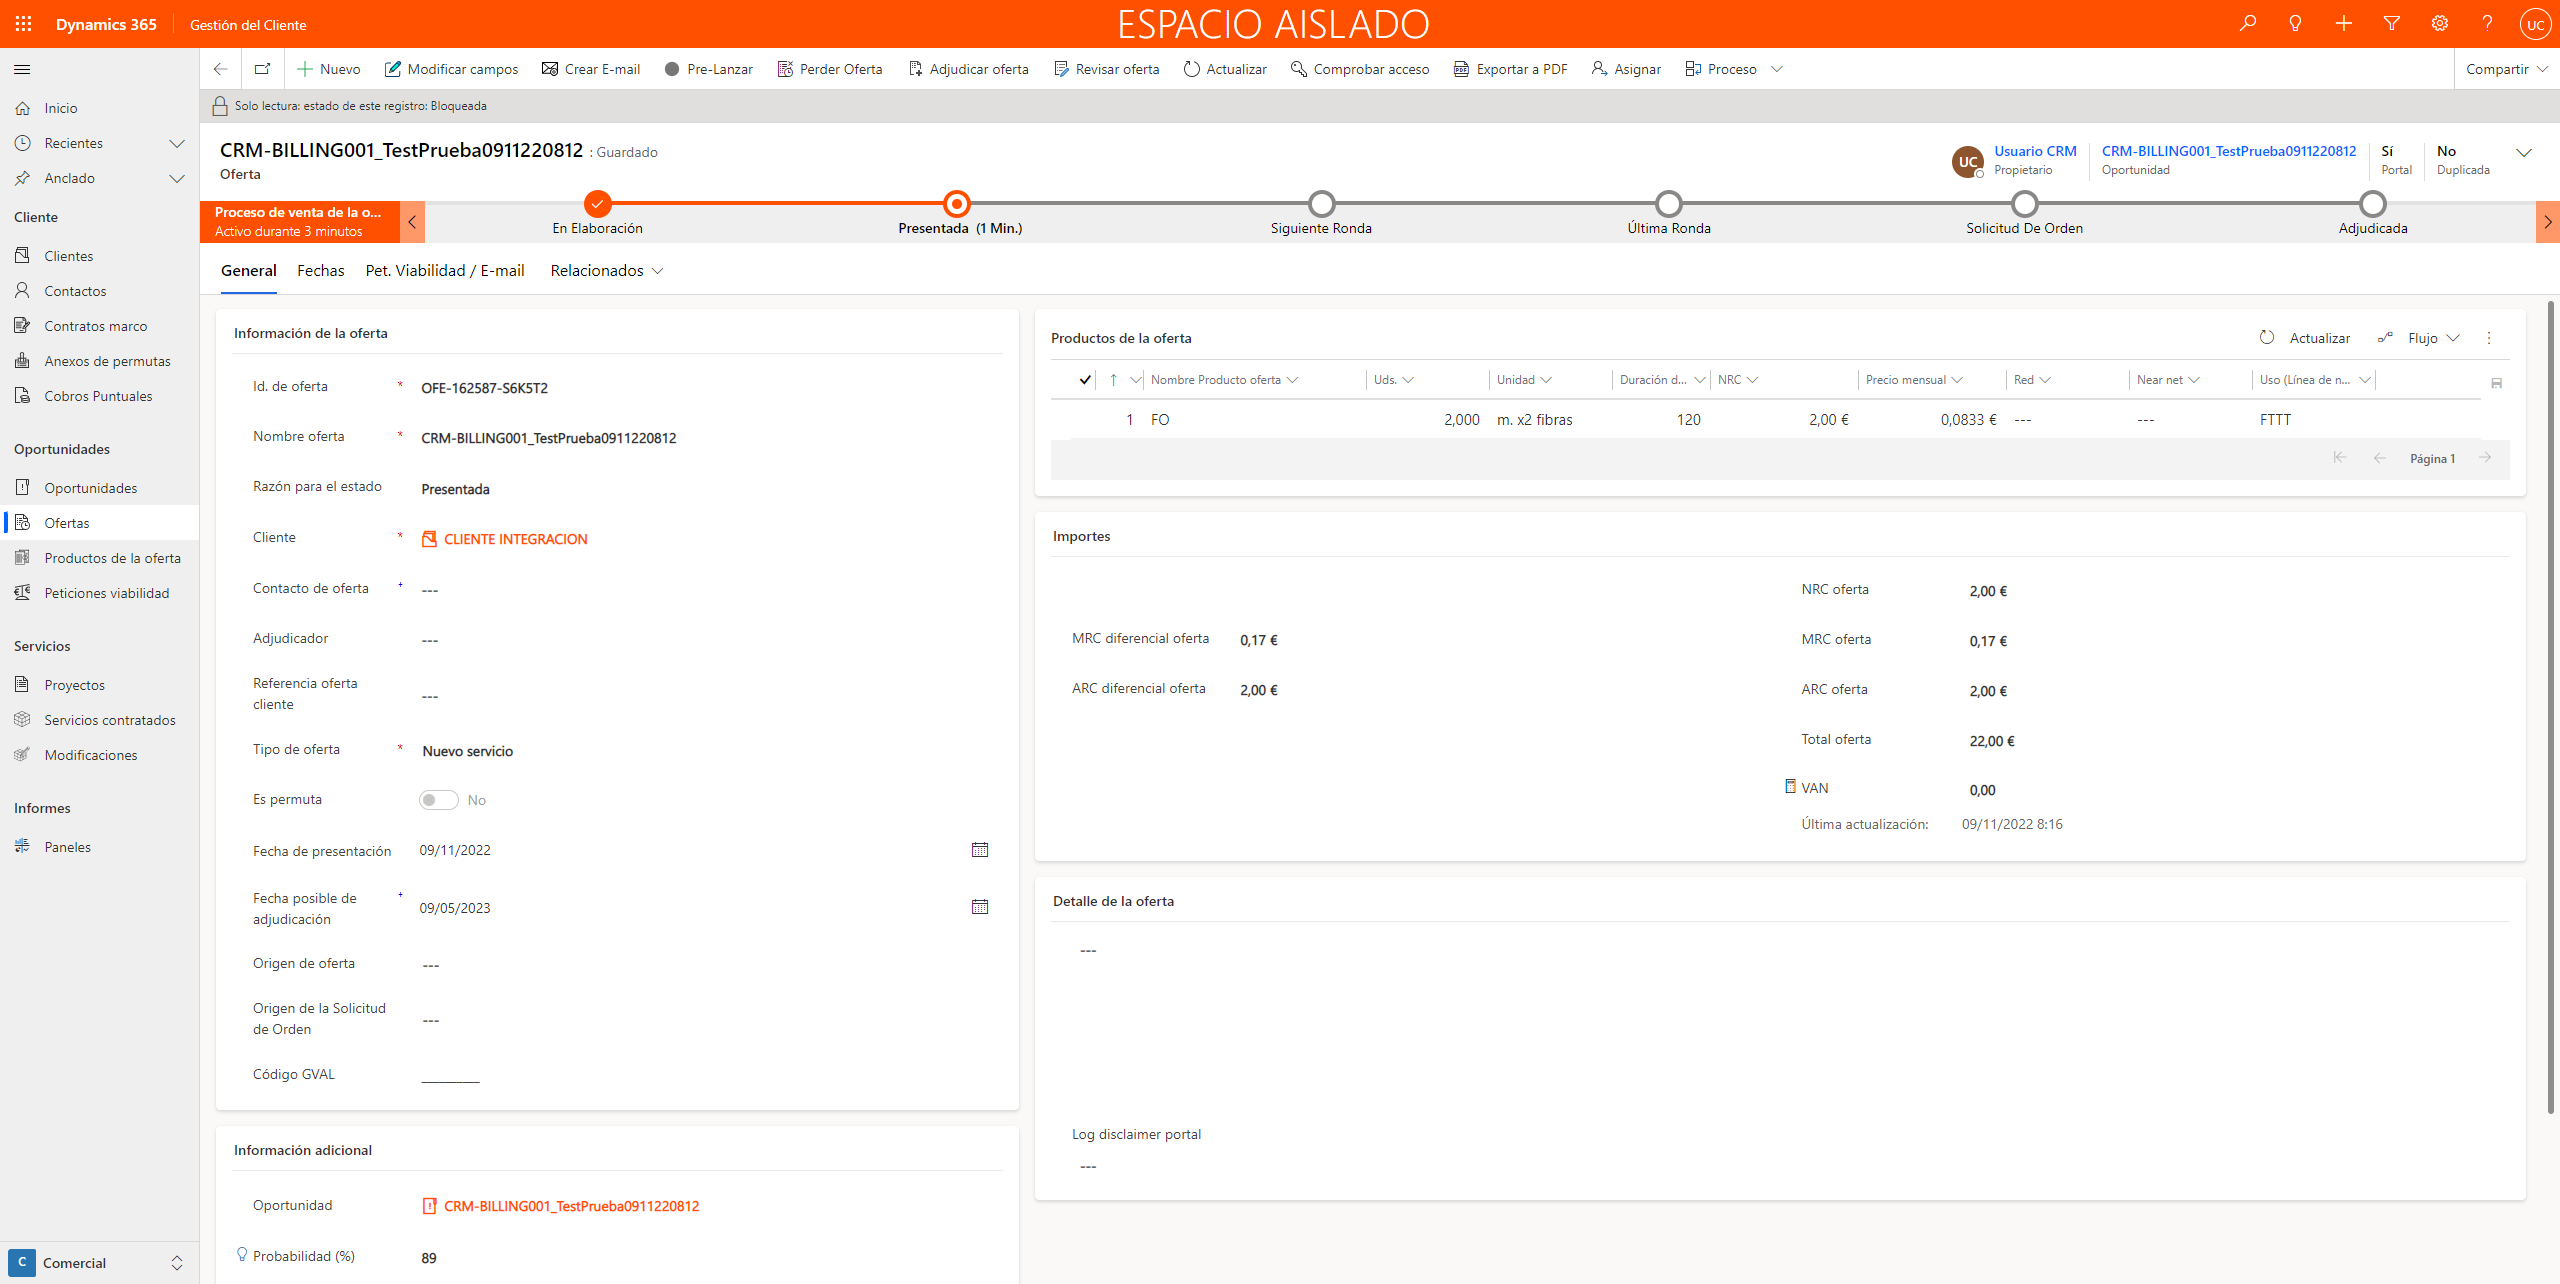 Dynamics 365
Gestión del Cliente
ESPACIO AISLADO
UC
Nuevo
Modificar campos
Crear E-mail
Pre-Lanzar
Perder Oferta
Adjudicar oferta
Revisar oferta
Actualizar
Comprobar acceso
Exportar a PDF
Asignar
Proceso
Compartir
Solo lectura: estado de este registro: Bloqueada
Inicio
Recientes
Anclado
Cliente
Clientes
Contactos
Contratos marco
Anexos de permutas
Cobros Puntuales
Oportunidades
Oportunidades
Ofertas
Productos de la oferta
Peticiones viabilidad
Servicios
Proyectos
Servicios contratados
Modificaciones
Informes
Paneles
C Comercial
CRM-BILLING001_TestPrueba0911220812 : Guardado
Oferta
UC
Usuario CRM
Propietario
CRM-BILLING001_TestPrueba0911220812
Oportunidad
Sí
Portal
No
Duplicada
Proceso de venta de la o...
Activo durante 3 minutos
En Elaboración
Presentada (1 Min.)
Siguiente Ronda
Última Ronda
Solicitud De Orden
Adjudicada
General
Fechas
Pet. Viabilidad / E-mail
Relacionados
Información de la oferta
Id. de oferta * OFE-162587-S6K5T2
Nombre oferta * CRM-BILLING001_TestPrueba0911220812
Razón para el estado Presentada
Cliente * CLIENTE INTEGRACION
Contacto de oferta + ---
Adjudicador ---
Referencia oferta cliente ---
Tipo de oferta * Nuevo servicio
Es permuta No
Fecha de presentación 09/11/2022
Fecha posible de adjudicación + 09/05/2023
Origen de oferta ---
Origen de la Solicitud de Orden ---
Código GVAL ________
Información adicional
Oportunidad CRM-BILLING001_TestPrueba0911220812
Probabilidad (%) 89
Productos de la oferta
Actualizar
Flujo
Nombre Producto oferta Uds. Unidad Duración d... NRC Precio mensual Red Near net Uso (Línea de n...
1 FO 2,000 m. x2 fibras 120 2,00 € 0,0833 € --- --- FTTT
Página 1
Importes
NRC oferta 2,00 €
MRC diferencial oferta 0,17 €
MRC oferta 0,17 €
ARC diferencial oferta 2,00 €
ARC oferta 2,00 €
Total oferta 22,00 €
VAN 0,00
Última actualización: 09/11/2022 8:16
Detalle de la oferta
---
Log disclaimer portal
---